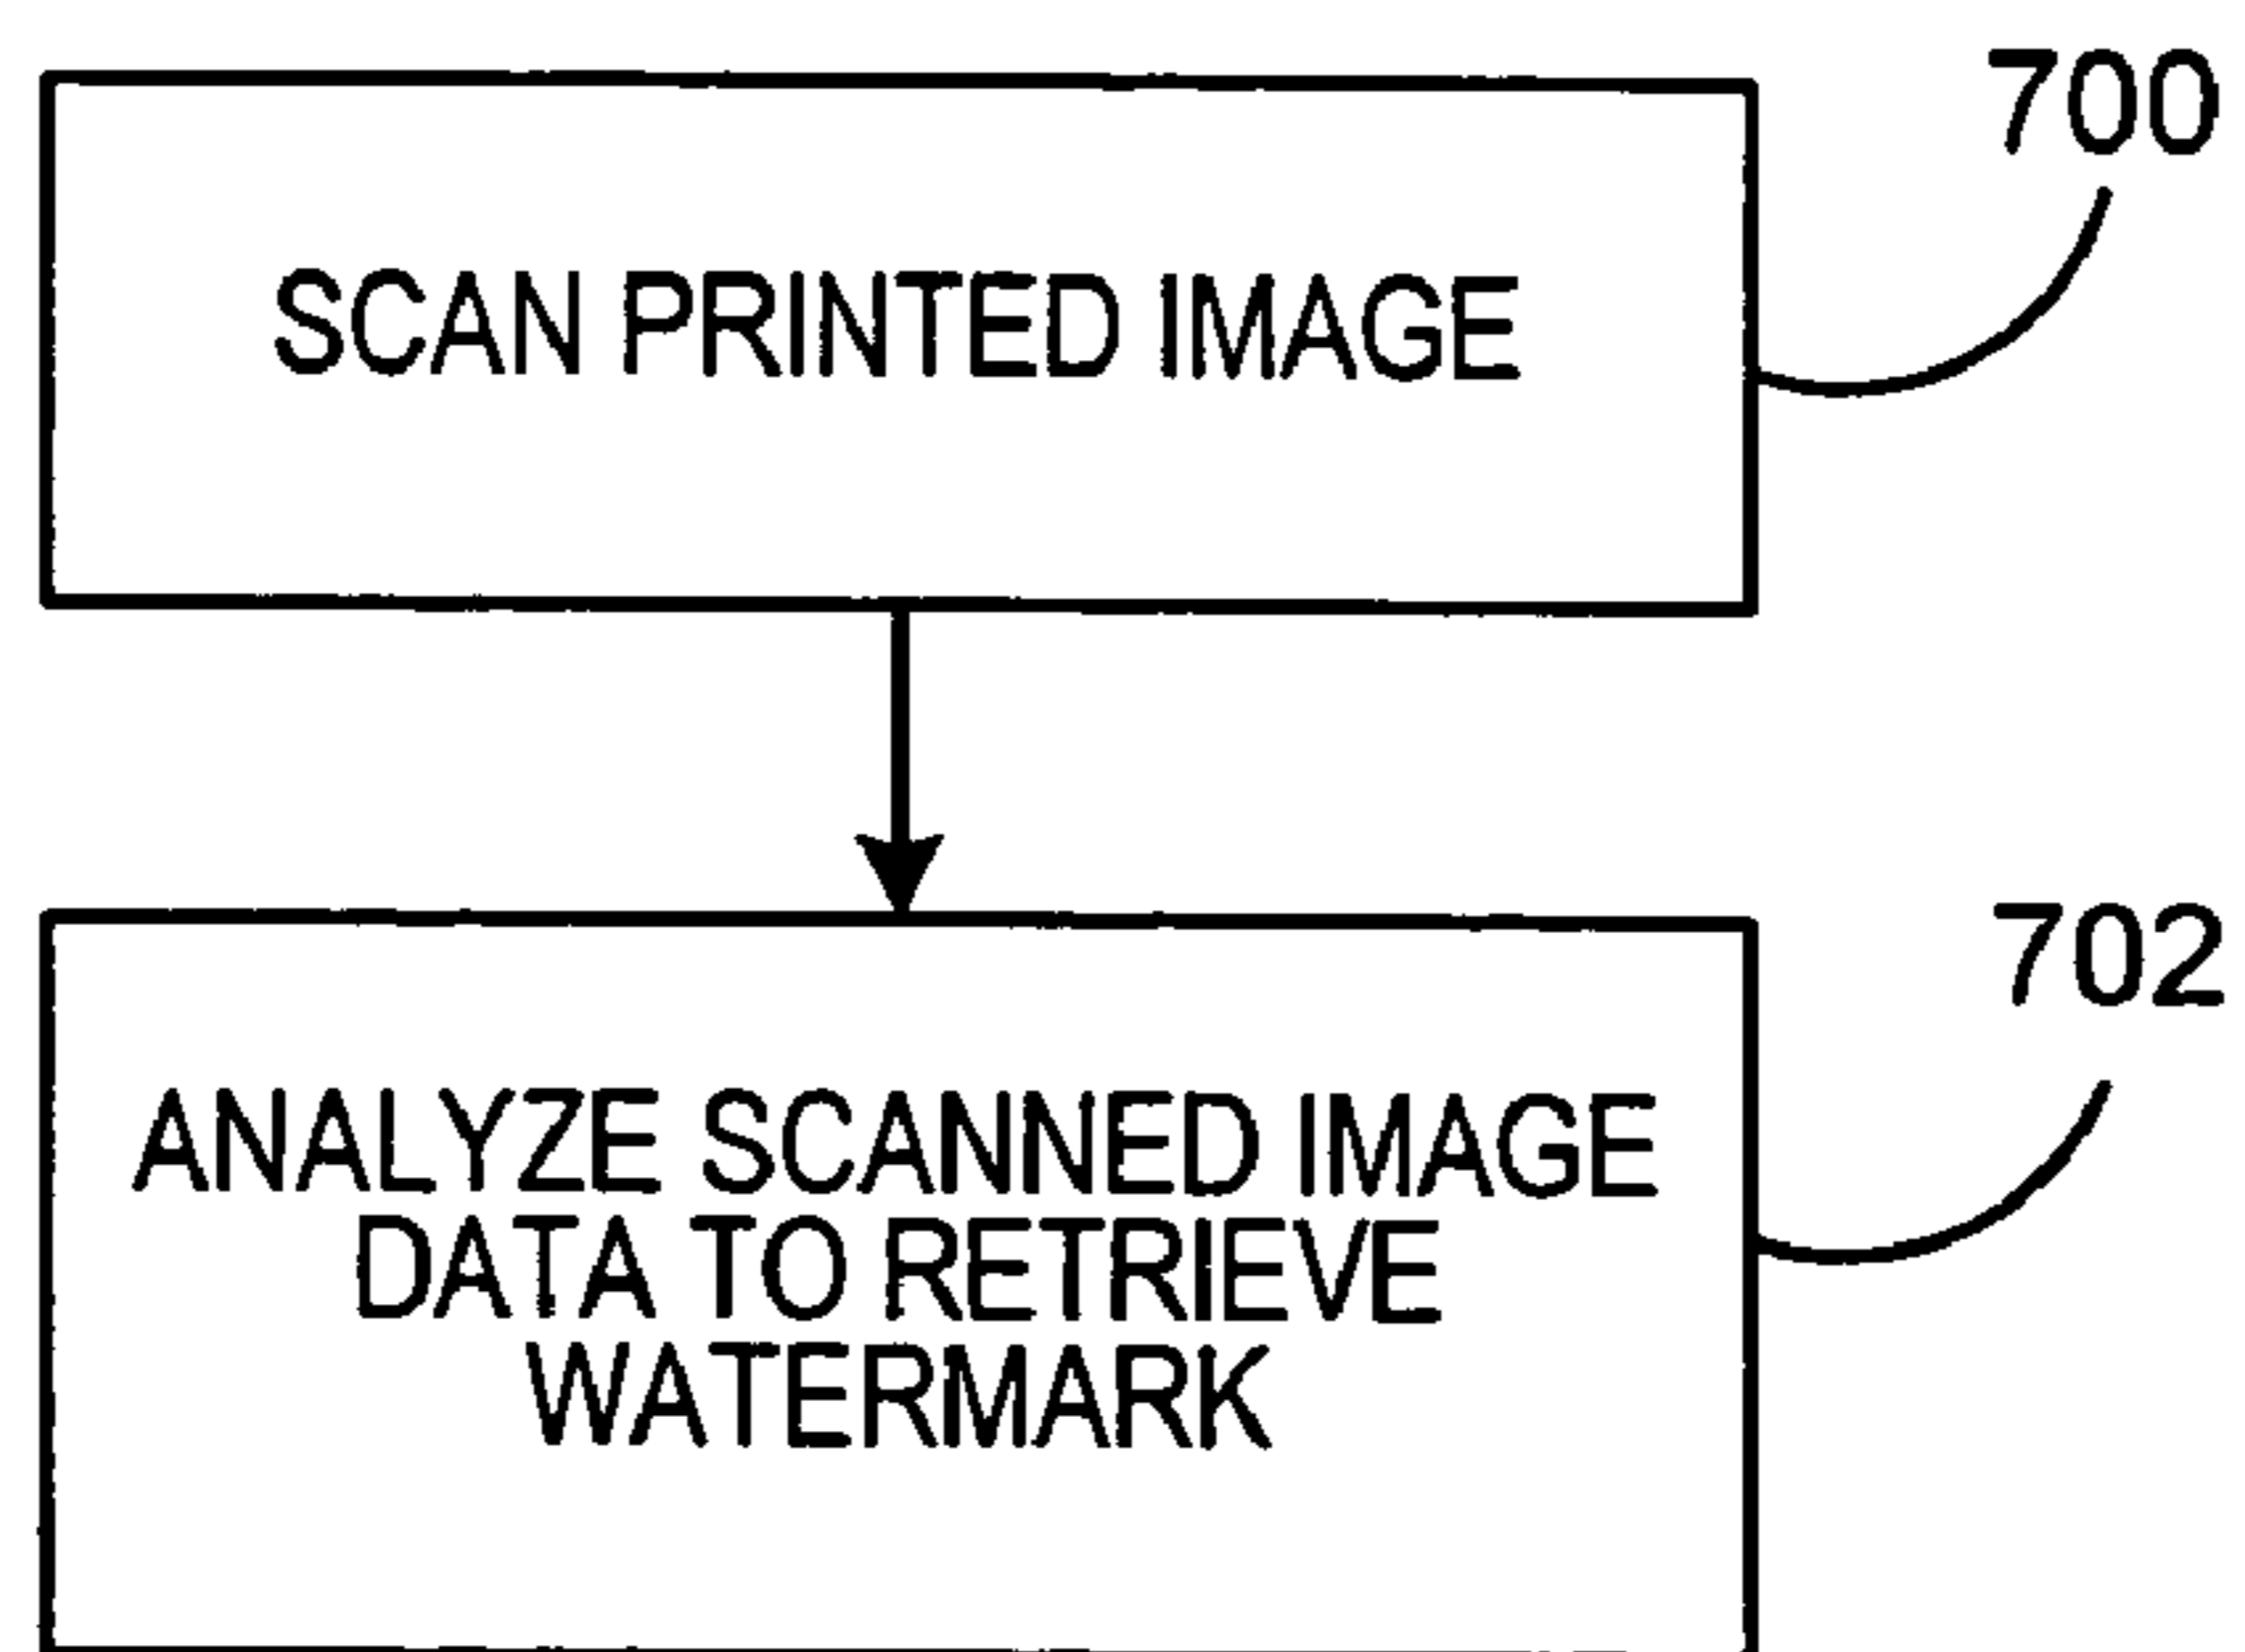 700
SCAN PRINTED IMAGE
702
ANALYZE SCANNED IMAGE
DATA TO RETRIEVE
WATERMARK